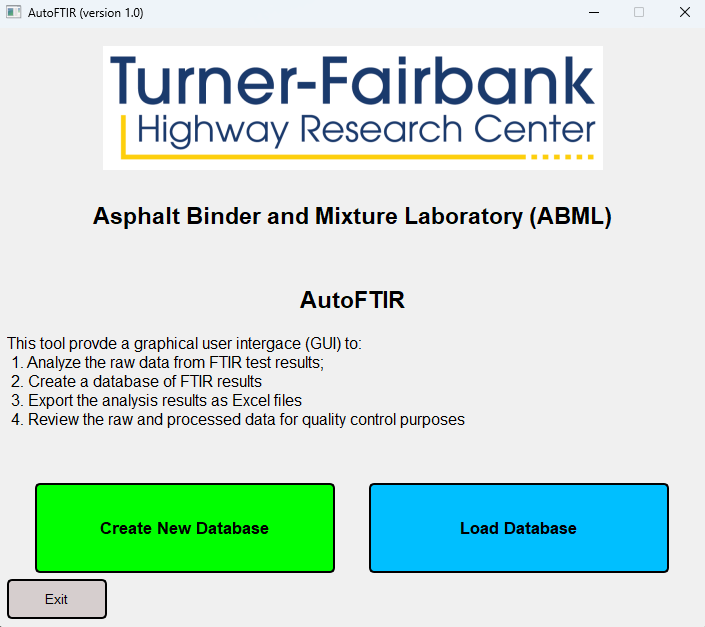 AutoFTIR (version 1.0)
Turner-Fairbank
Highway Research Center
Asphalt Binder and Mixture Laboratory (ABML)
AutoFTIR
This tool provde a graphical user intergace (GUI) to:
1. Analyze the raw data from FTIR test results;
2. Create a database of FTIR results
3. Export the analysis results as Excel files
4. Review the raw and processed data for quality control purposes
Create New Database
Load Database
Exit